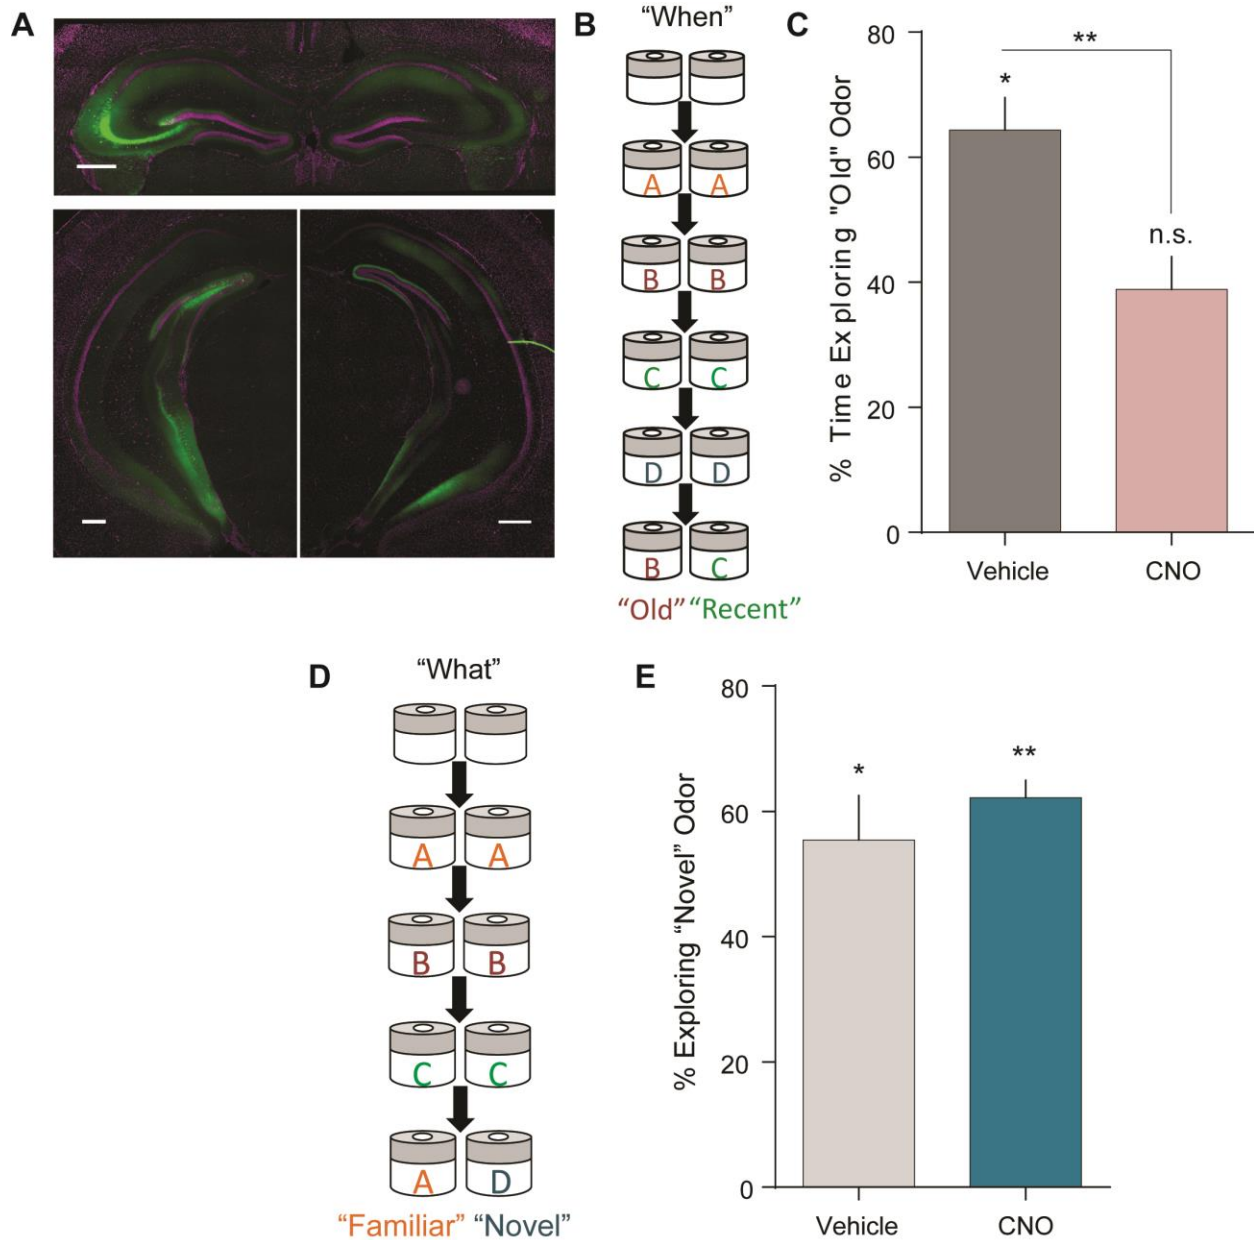 A
B
"When"
A A
B B
C C
D D
B C
"Old" "Recent"
C
80
60
40
20
0
% Time Exploring "Old" Odor
**
*
n.s.
Vehicle CNO
D
"What"
A A
B B
C C
A D
"Familiar" "Novel"
E
80
60
40
20
0
% Exploring "Novel" Odor
*
**
Vehicle CNO